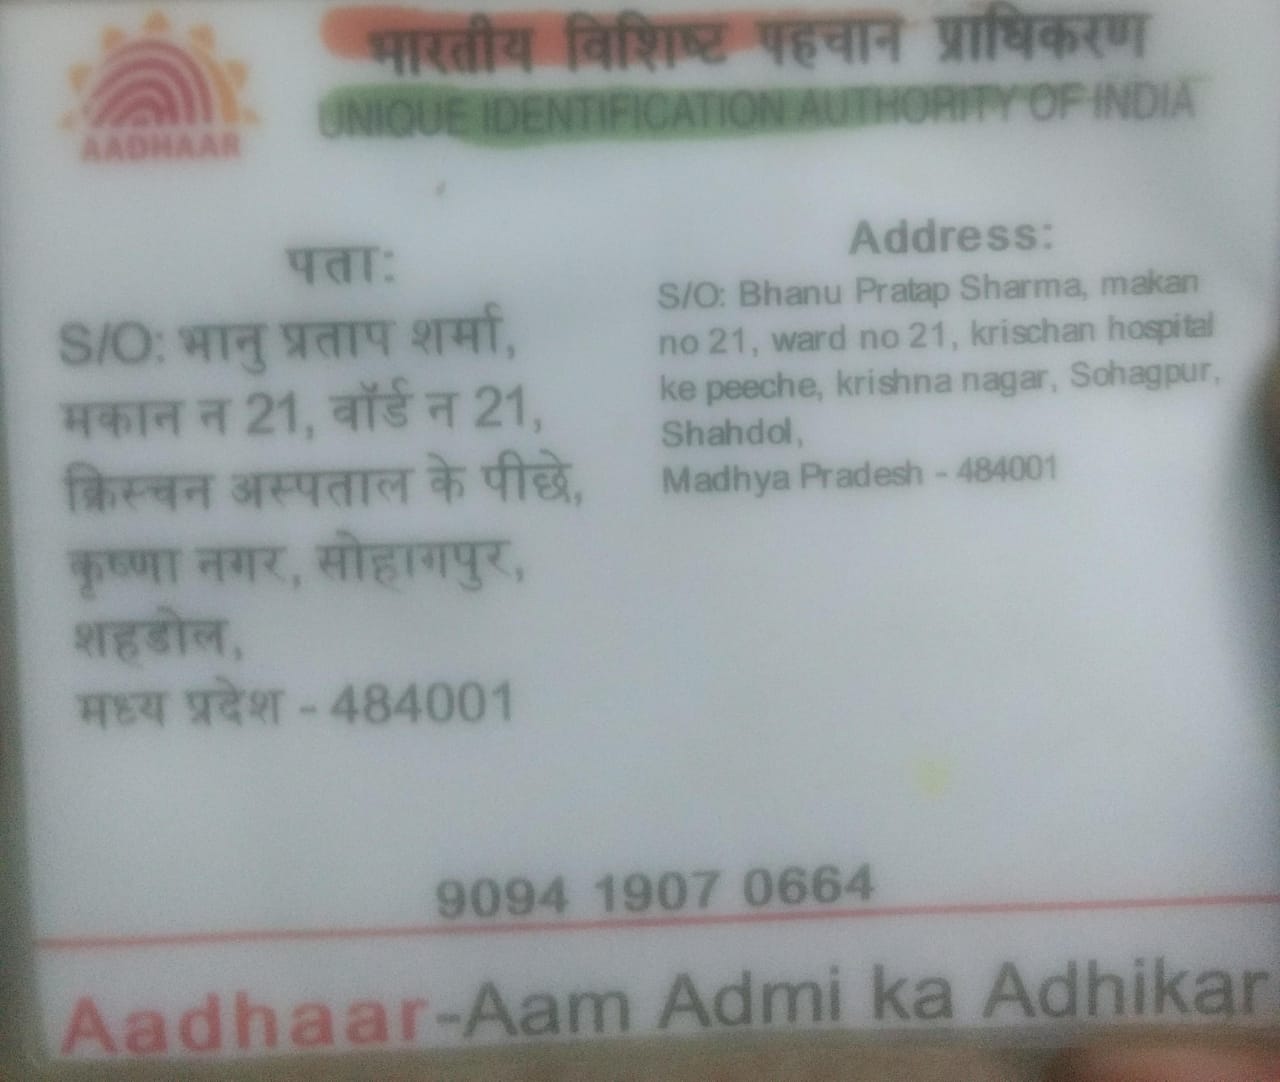 भारतीय विशिष्ट पहचान प्राधिकरण
UNIQUE IDENTIFICATION AUTHORITY OF INDIA
AADHAAR
पता:
S/O: भानु प्रताप शर्मा,
मकान न 21, वॉर्ड न 21,
क्रिस्चन अस्पताल के पीछे,
कृष्णा नगर, सोहागपुर,
शहडोल,
मध्य प्रदेश - 484001
Address:
S/O: Bhanu Pratap Sharma, makan
no 21, ward no 21, krischan hospital
ke peeche, krishna nagar, Sohagpur,
Shahdol,
Madhya Pradesh - 484001
9094 1907 0664
Aadhaar-Aam Admi ka Adhikar